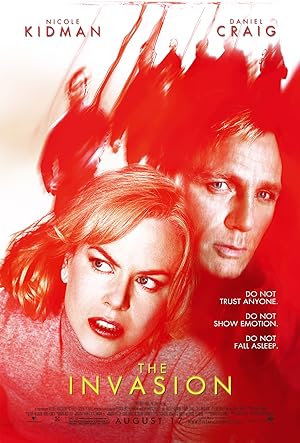 NICOLE
KIDMAN
DANIEL
CRAIG
DO NOT
TRUST ANYONE.
DO NOT
SHOW EMOTION.
DO NOT
FALL ASLEEP.
THE
INVASION
AUGUST 17